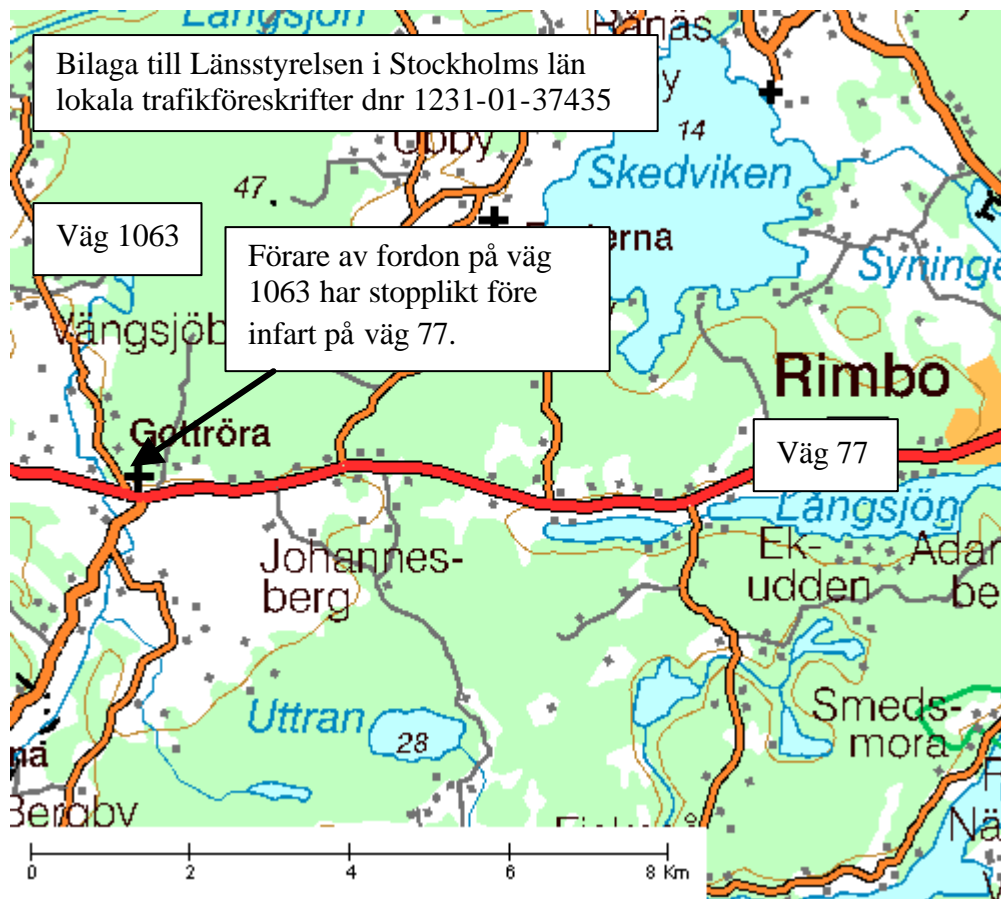 Långsjön
Bilaga till Länsstyrelsen i Stockholms län
lokala trafikföreskrifter dnr 1231-01-37435
14
Skedviken
47
Väg 1063
Förare av fordon på väg
1063 har stopplikt före
infart på väg 77.
Rimbo
Gottröra
Väg 77
Långsjön
Johannes-
berg
Ek-
udden
Uttran
28
Smeds-
mora
0 2 4 6 8 Km